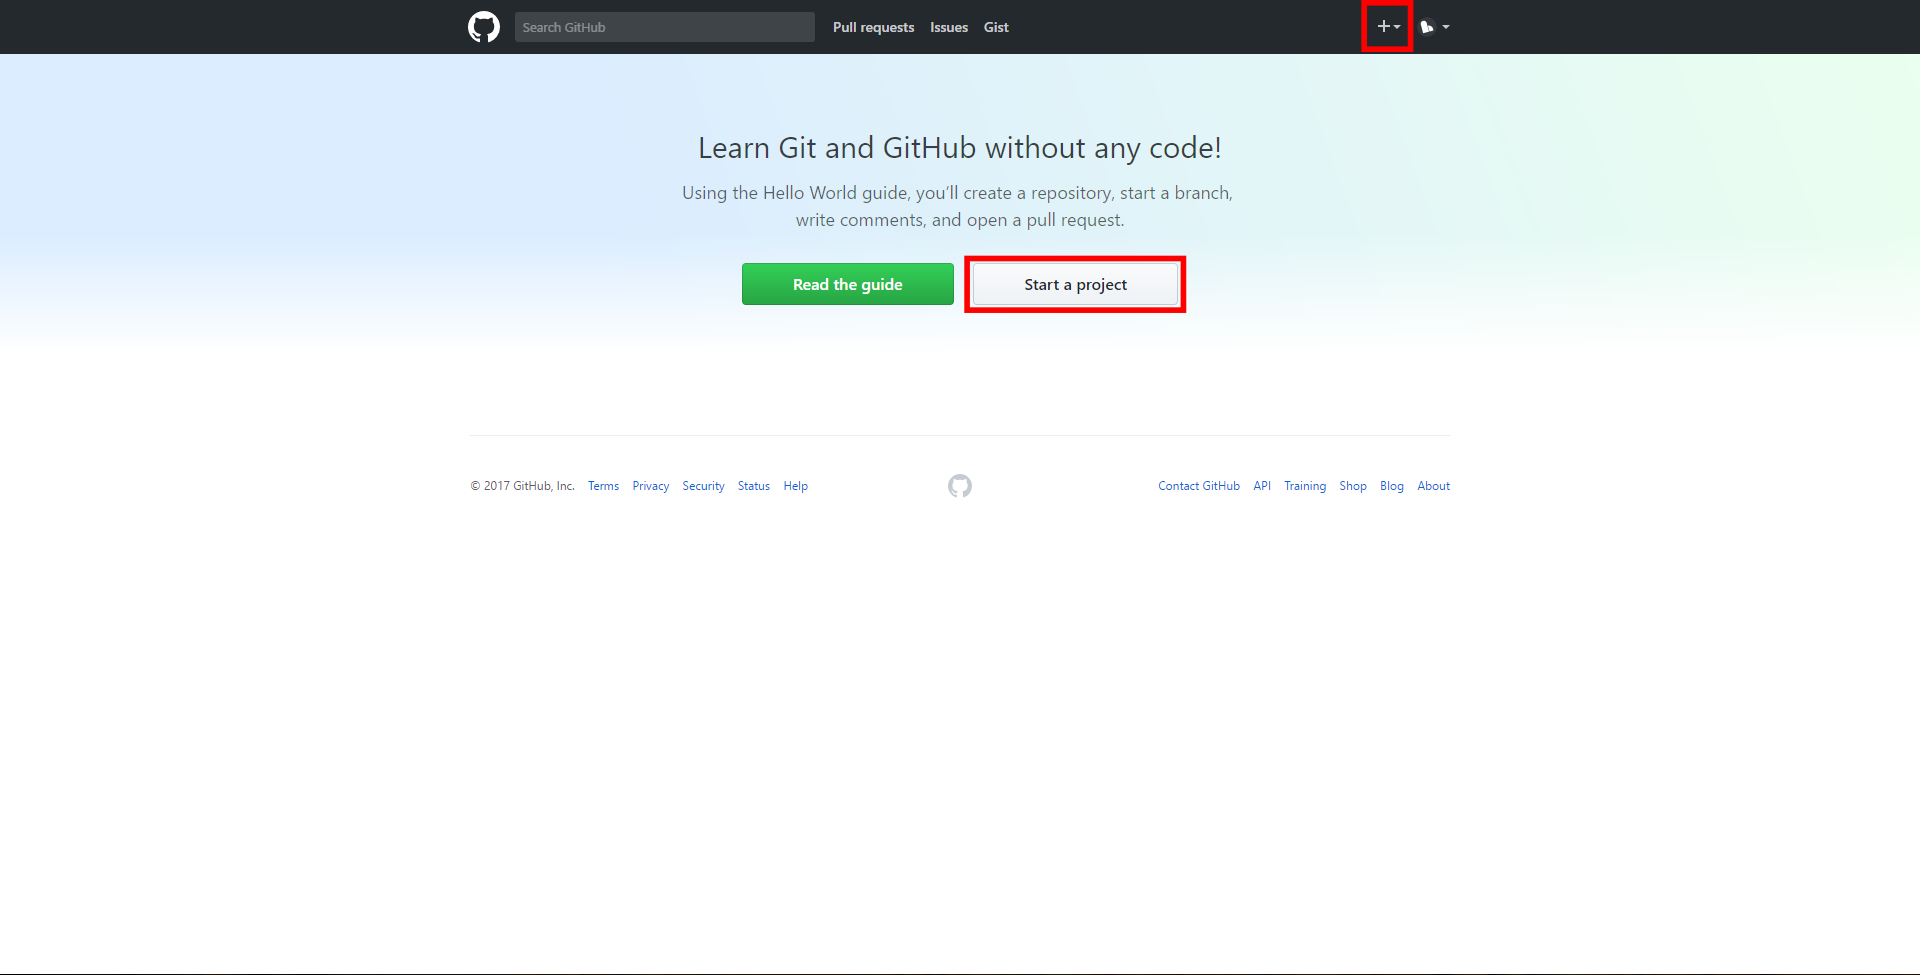 Search GitHub
Pull requests
Issues
Gist
Learn Git and GitHub without any code!
Using the Hello World guide, you’ll create a repository, start a branch,
write comments, and open a pull request.
Read the guide
Start a project
© 2017 GitHub, Inc. Terms Privacy Security Status Help
Contact GitHub API Training Shop Blog About